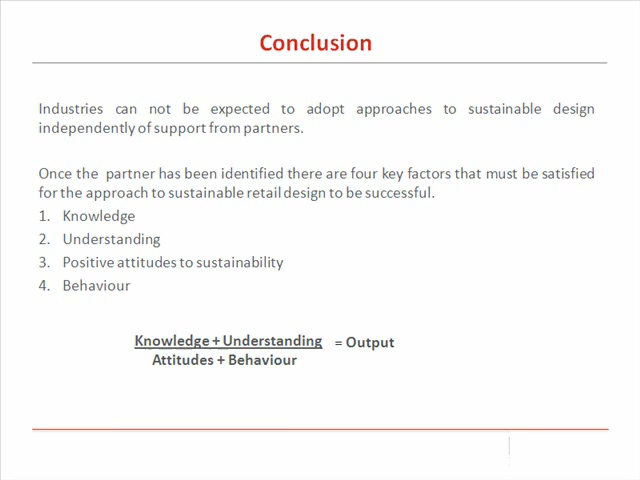 Conclusion
Industries can not be expected to adopt approaches to sustainable design
independently of support from partners.
Once the partner has been identified there are four key factors that must be satisfied
for the approach to sustainable retail design to be successful.
1. Knowledge
2. Understanding
3. Positive attitudes to sustainability
4. Behaviour
Knowledge + Understanding = Output
Attitudes + Behaviour